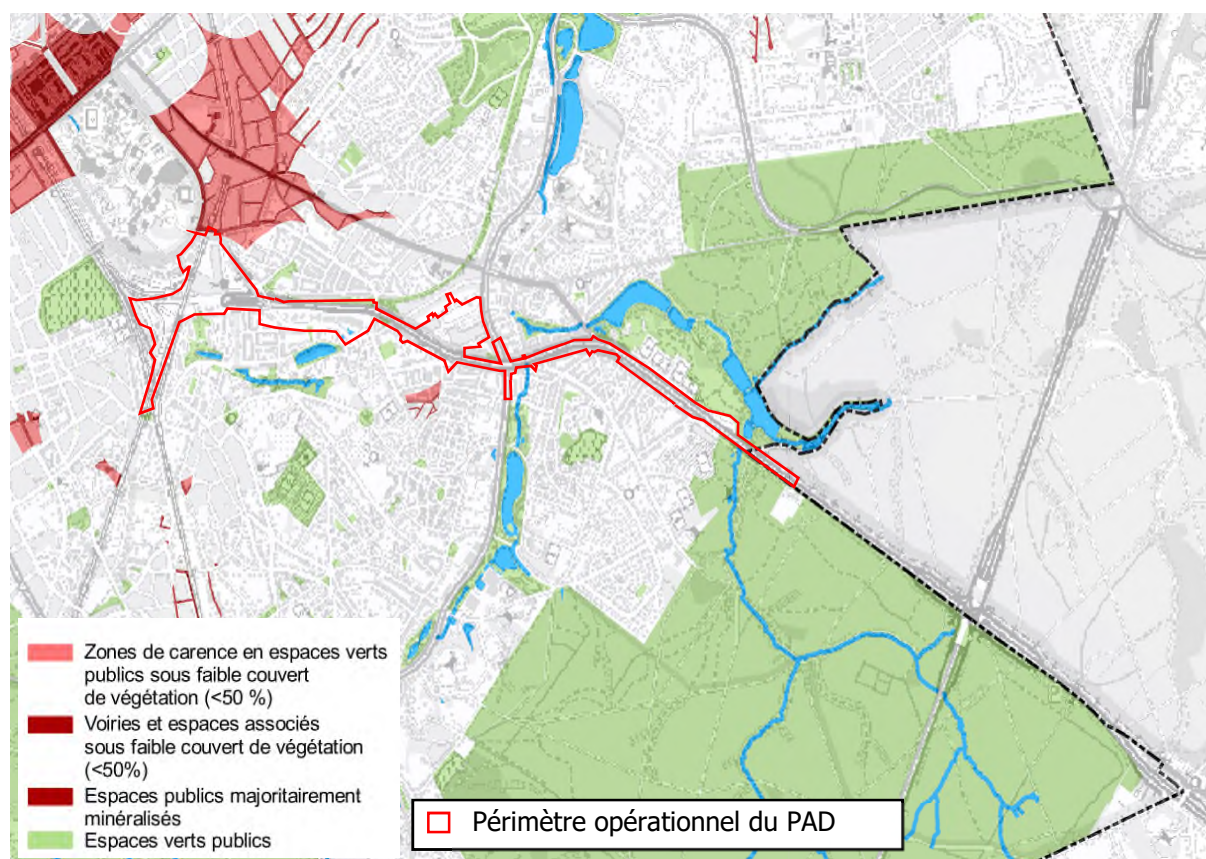 Zones de carence en espaces verts
publics sous faible couvert
de végétation (<50 %)
Voiries et espaces associés
sous faible couvert de végétation
(<50%)
Espaces publics majoritairement
minéralisés
Espaces verts publics
Périmètre opérationnel du PAD